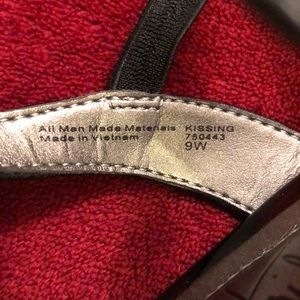 All Man Made Materials KISSING
Made in Vietnam 750443
9W